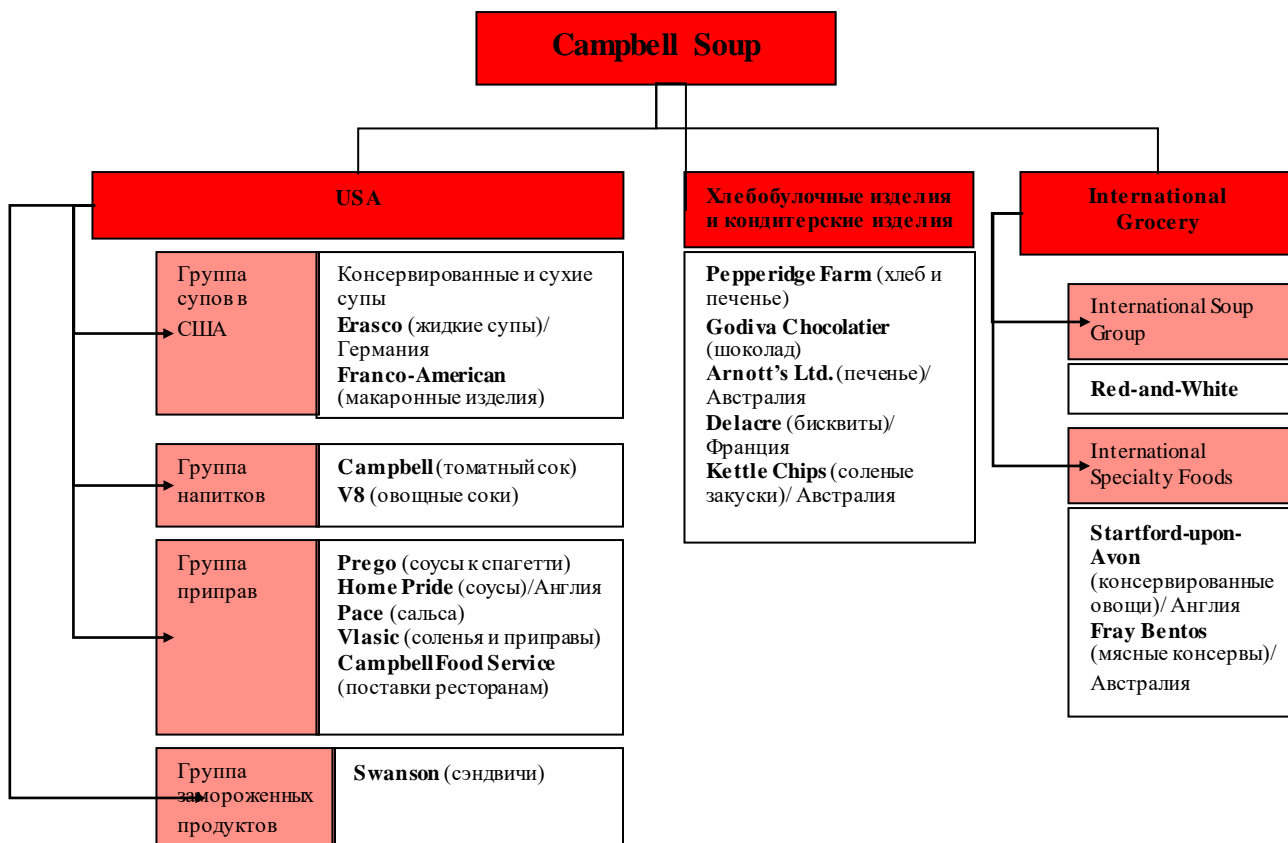 Campbell Soup
USA
Группа
супов в
США
Консервированные и сухие
супы
Erasco (жидкие супы)/
Германия
Franco-American
(макаронные изделия)
Группа
напитков
Campbell (томатный сок)
V8 (овощные соки)
Группа
приправ
Prego (соусы к спагетти)
Home Pride (соусы)/Англия
Pace (сальса)
Vlasic (соленья и приправы)
CampbellFood Service
(поставки ресторанам)
Группа
замороженных
продуктов
Swanson (сэндвичи)
Хлебобулочные изделия
и кондитерские изделия
Pepperidge Farm (хлеб и
печенье)
Godiva Chocolatier
(шоколад)
Arnott’s Ltd. (печенье)/
Австралия
Delacre (бисквиты)/
Франция
Kettle Chips (соленые
закуски)/ Австралия
International
Grocery
International Soup
Group
Red-and-White
International
Specialty Foods
Startford-upon-
Avon
(консервированные
овощи)/ Англия
Fray Bentos
(мясные консервы)/
Австралия